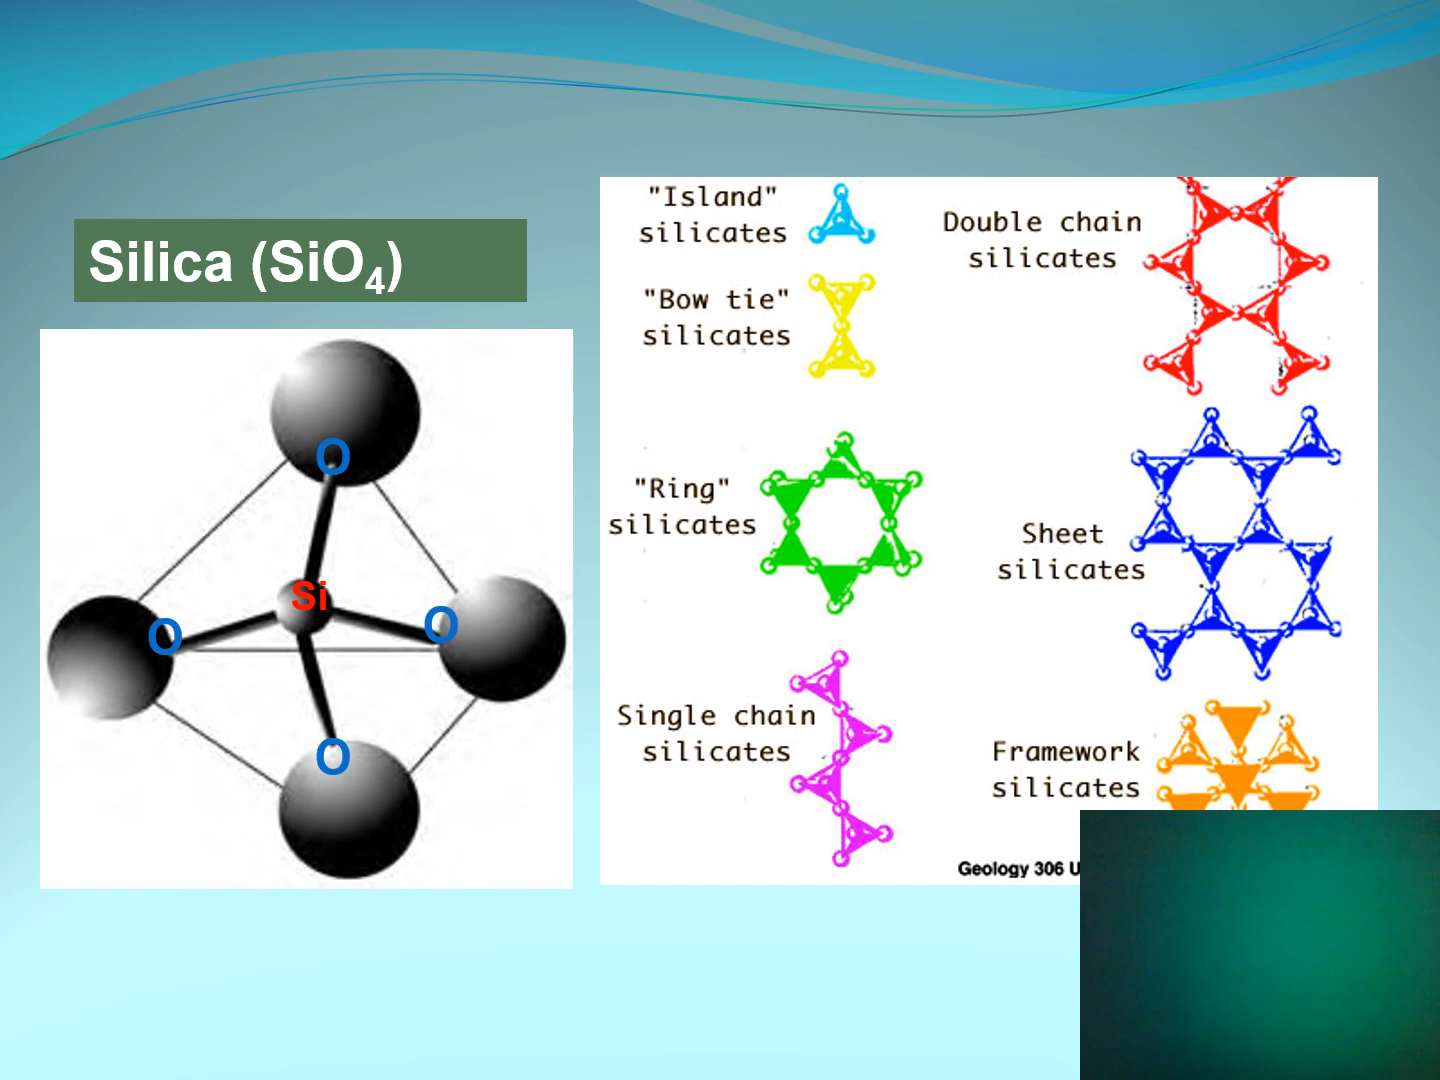 Silica (SiO₄)
O
Si
O
O
O
"Island"
silicates
"Bow tie"
silicates
"Ring"
silicates
Single chain
silicates
Double chain
silicates
Sheet
silicates
Framework
silicates
Geology 306 U